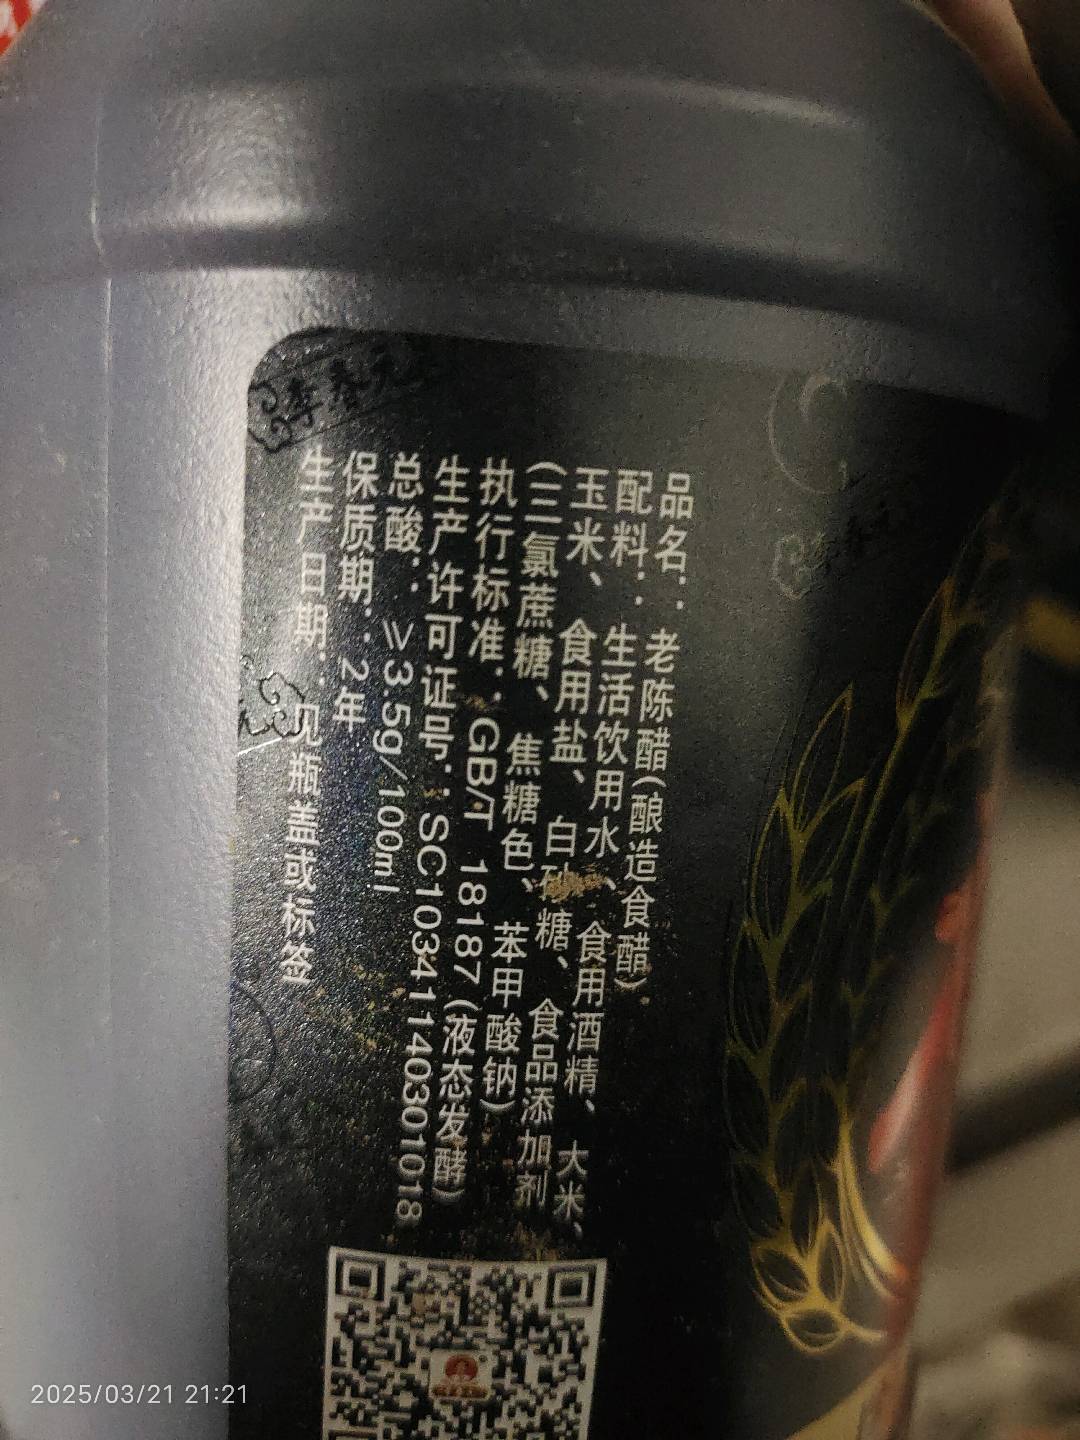 品名：老陈醋(酿造食醋)
配料：生活饮用水、食用酒精、大米、
玉米、食用盐、白砂糖、食品添加剂
(三氯蔗糖、焦糖色、苯甲酸钠)
执行标准：GB/T 18187(液态发酵)
生产许可证号：SC10341140301018
总酸：≥3.5g/100ml
保质期：2年
生产日期：见瓶盖或标签
2025/03/21 21:21